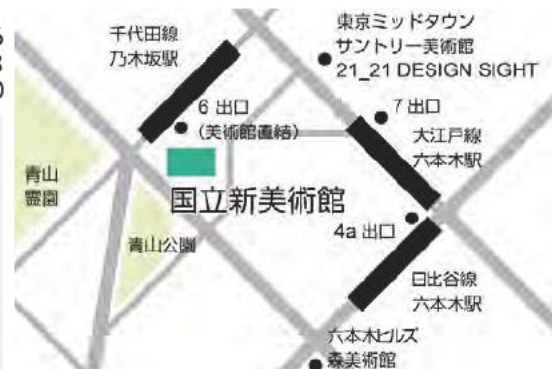 千代田線
乃木坂駅
東京ミッドタウン
サントリー美術館
21_21 DESIGN SIGHT
6 出口
(美術館直結)
7 出口
大江戸線
六本木駅
青山
霊園
国立新美術館
4a 出口
青山公園
日比谷線
六本木駅
六本木ヒルズ
森美術館